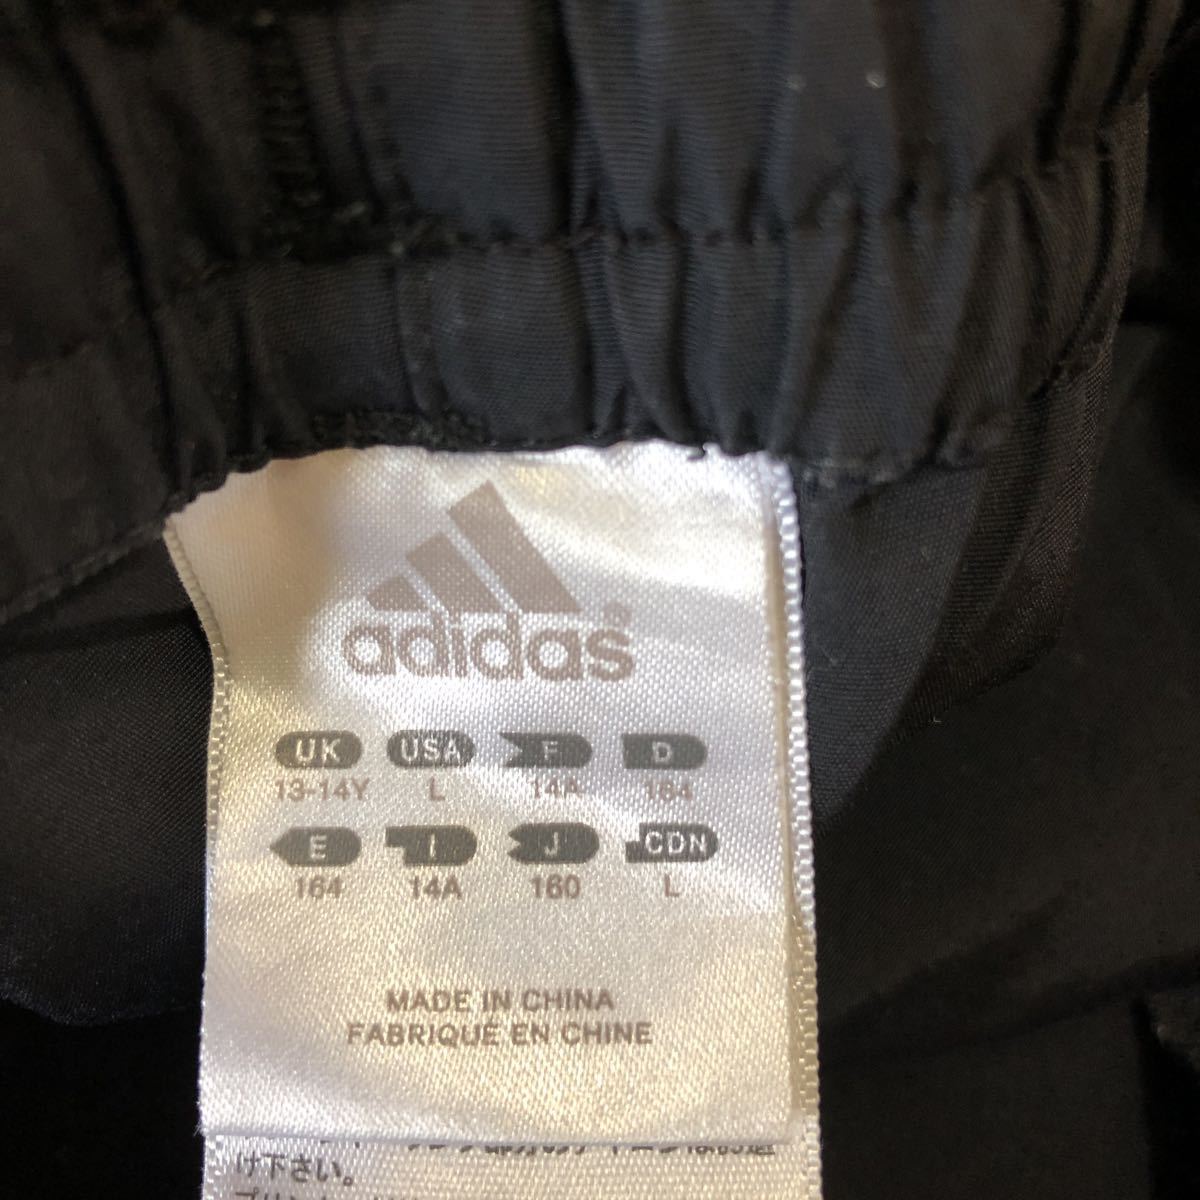 adidas®
UK USA F D
13-14Y L 14A 164
E I J CDN
164 14A 160 L
MADE IN CHINA
FABRIQUE EN CHINE
け下さい。